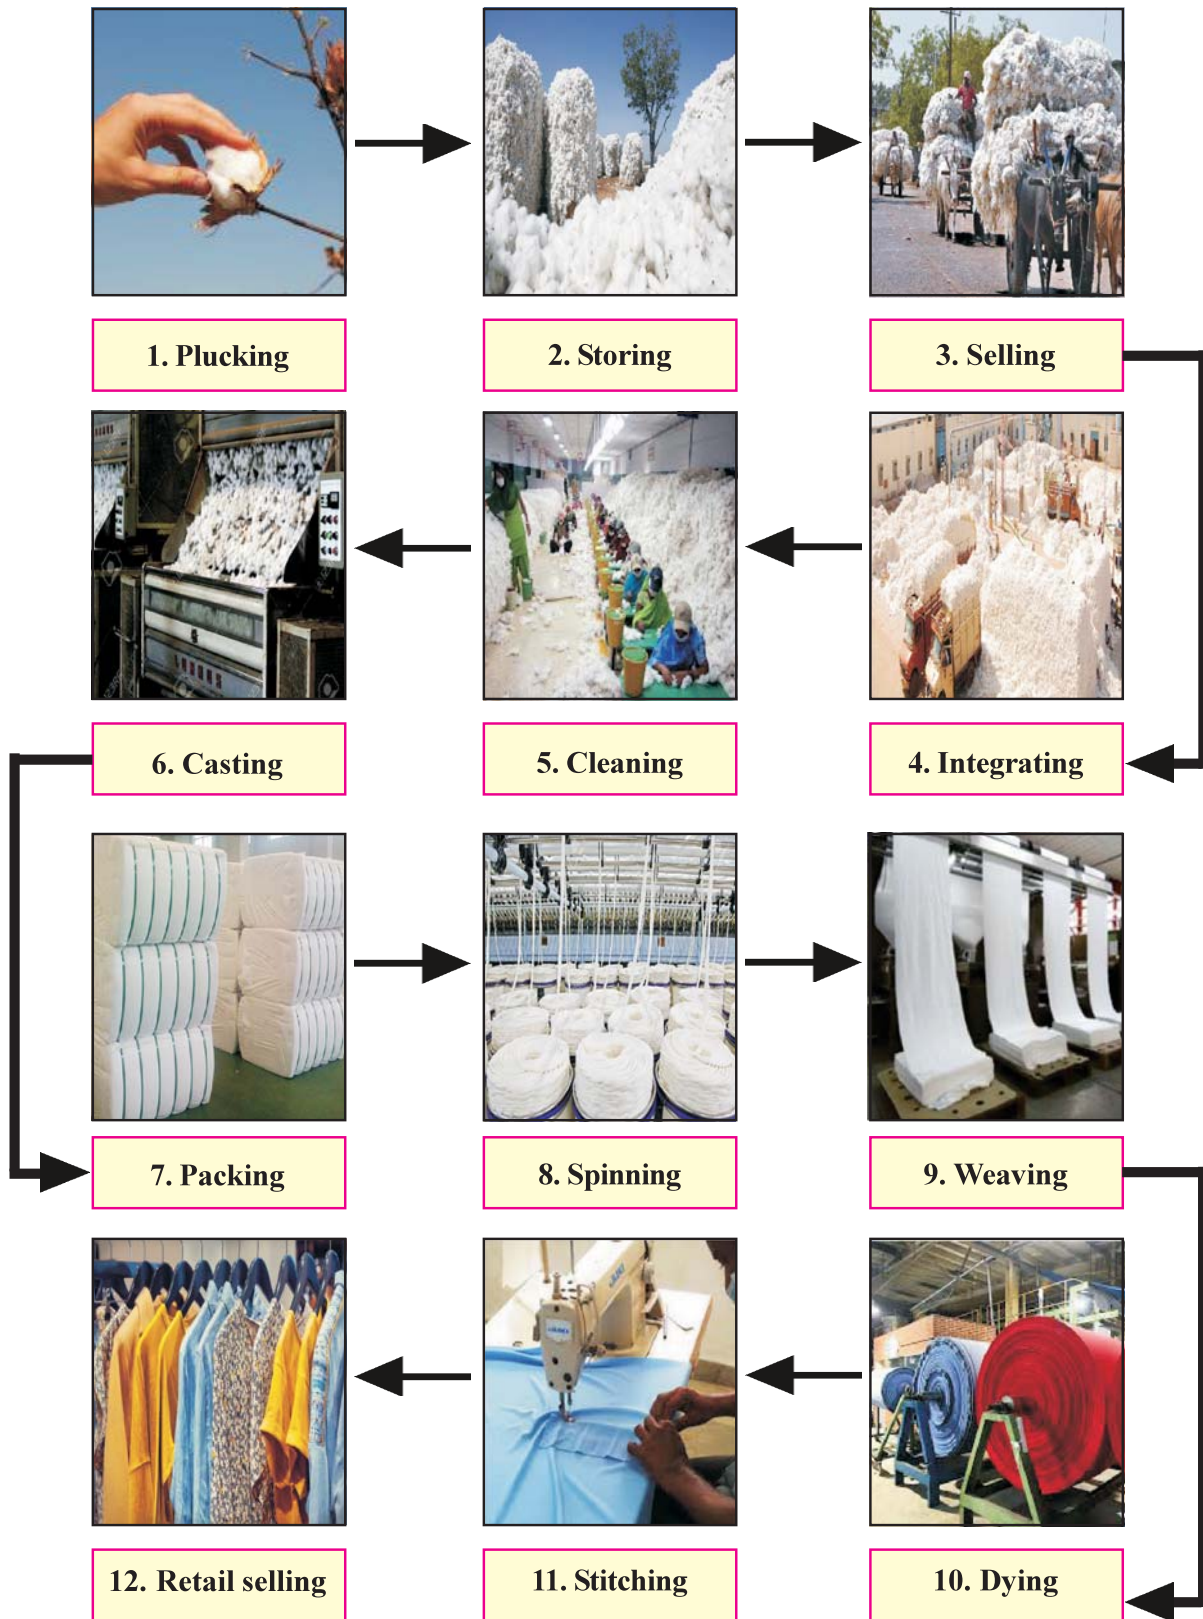 1. Plucking
2. Storing
3. Selling
6. Casting
5. Cleaning
4. Integrating
7. Packing
8. Spinning
9. Weaving
JUKI
12. Retail selling
11. Stitching
10. Dying